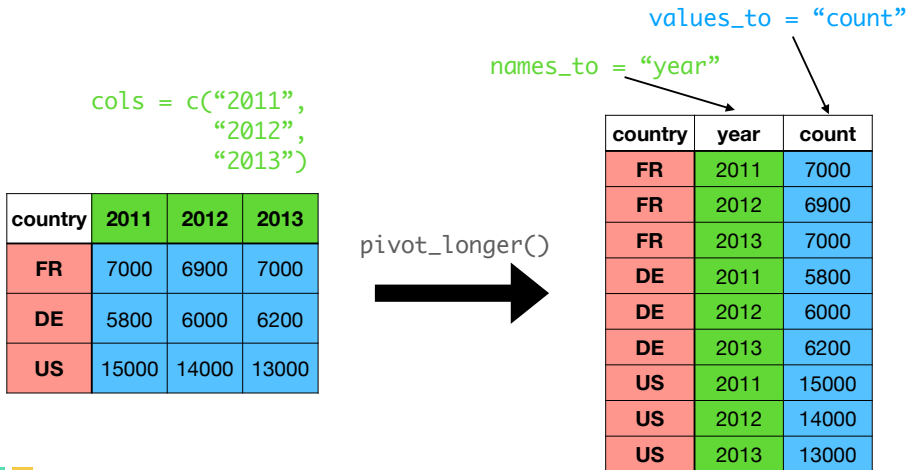 values_to = “count”
names_to = “year”
cols = c(“2011”,
“2012”,
“2013”)
country 2011 2012 2013
FR 7000 6900 7000
DE 5800 6000 6200
US 15000 14000 13000
pivot_longer()
country year count
FR 2011 7000
FR 2012 6900
FR 2013 7000
DE 2011 5800
DE 2012 6000
DE 2013 6200
US 2011 15000
US 2012 14000
US 2013 13000